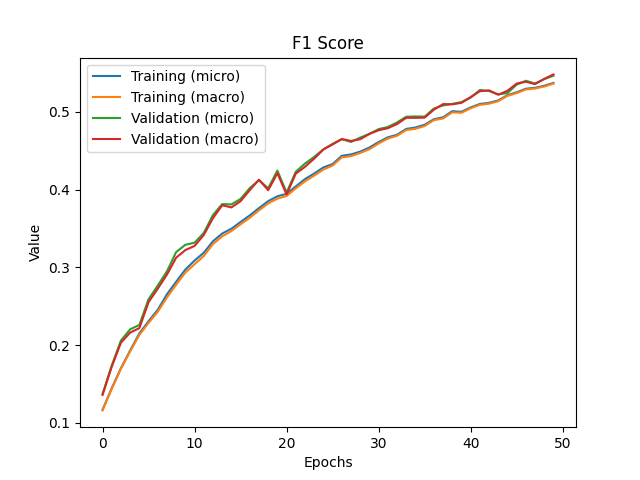 F1 Score
Training (micro)
Training (macro)
Validation (micro)
Validation (macro)
Value
0.5
0.4
0.3
0.2
0.1
0 10 20 30 40 50
Epochs